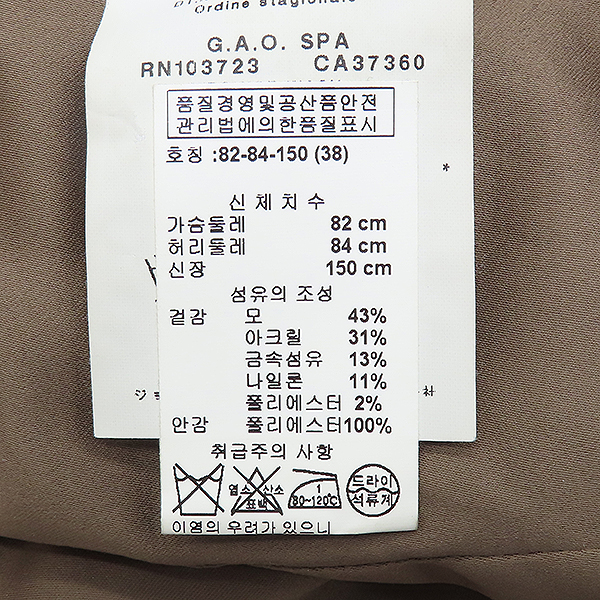 Ordine stagionale
G.A.O. SPA
RN103723 CA37360
품질경영및공산품안전
관리법에의한품질표시
호칭 :82-84-150 (38)
*
신 체 치 수
가슴둘레 82 cm
허리둘레 84 cm
신장 150 cm
섬유의 조성
겉감 모 43%
아크릴 31%
금속섬유 13%
나일론 11%
폴리에스터 2%
ジョ 社
안감 폴리에스터100%
취급주의 사항
염소 산소 표백
1 80~120℃
드라이 석류계
이염의 우려가 있으니